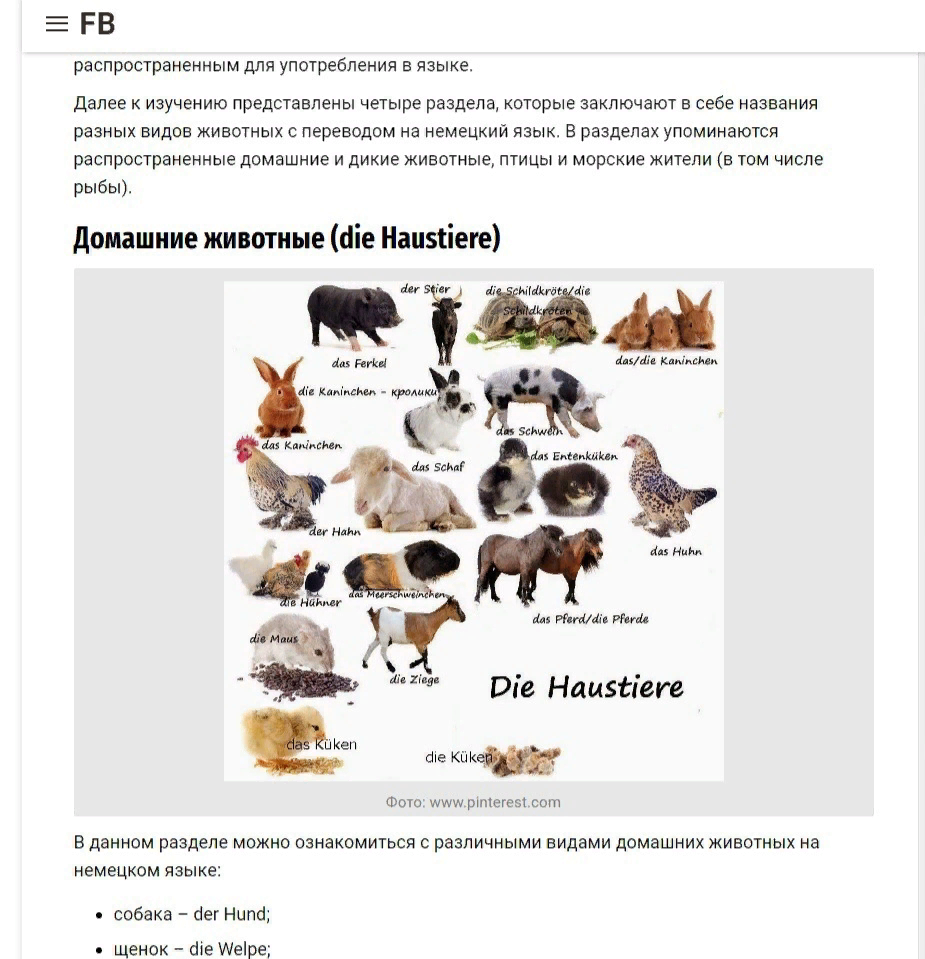 FB
распространенным для употребления в языке.
Далее к изучению представлены четыре раздела, которые заключают в себе названия
разных видов животных с переводом на немецкий язык. В разделах упоминаются
распространенные домашние и дикие животные, птицы и морские жители (в том числе
рыбы).
Домашние животные (die Haustiere)
der Stier
die Schildkröte/die
Schildkröten
das Ferkel
das/die Kaninchen
die Kaninchen - кролики
das Schwein
das Kaninchen
das Schaf
das Entenküken
der Hahn
das Huhn
die Hühner
das Meerschweinchen
das Pferd/die Pferde
die Maus
die Ziege
Die Haustiere
das Küken
die Küken
Фото: www.pinterest.com
В данном разделе можно ознакомиться с различными видами домашних животных на
немецком языке:
• собака – der Hund;
• щенок – die Welpe;